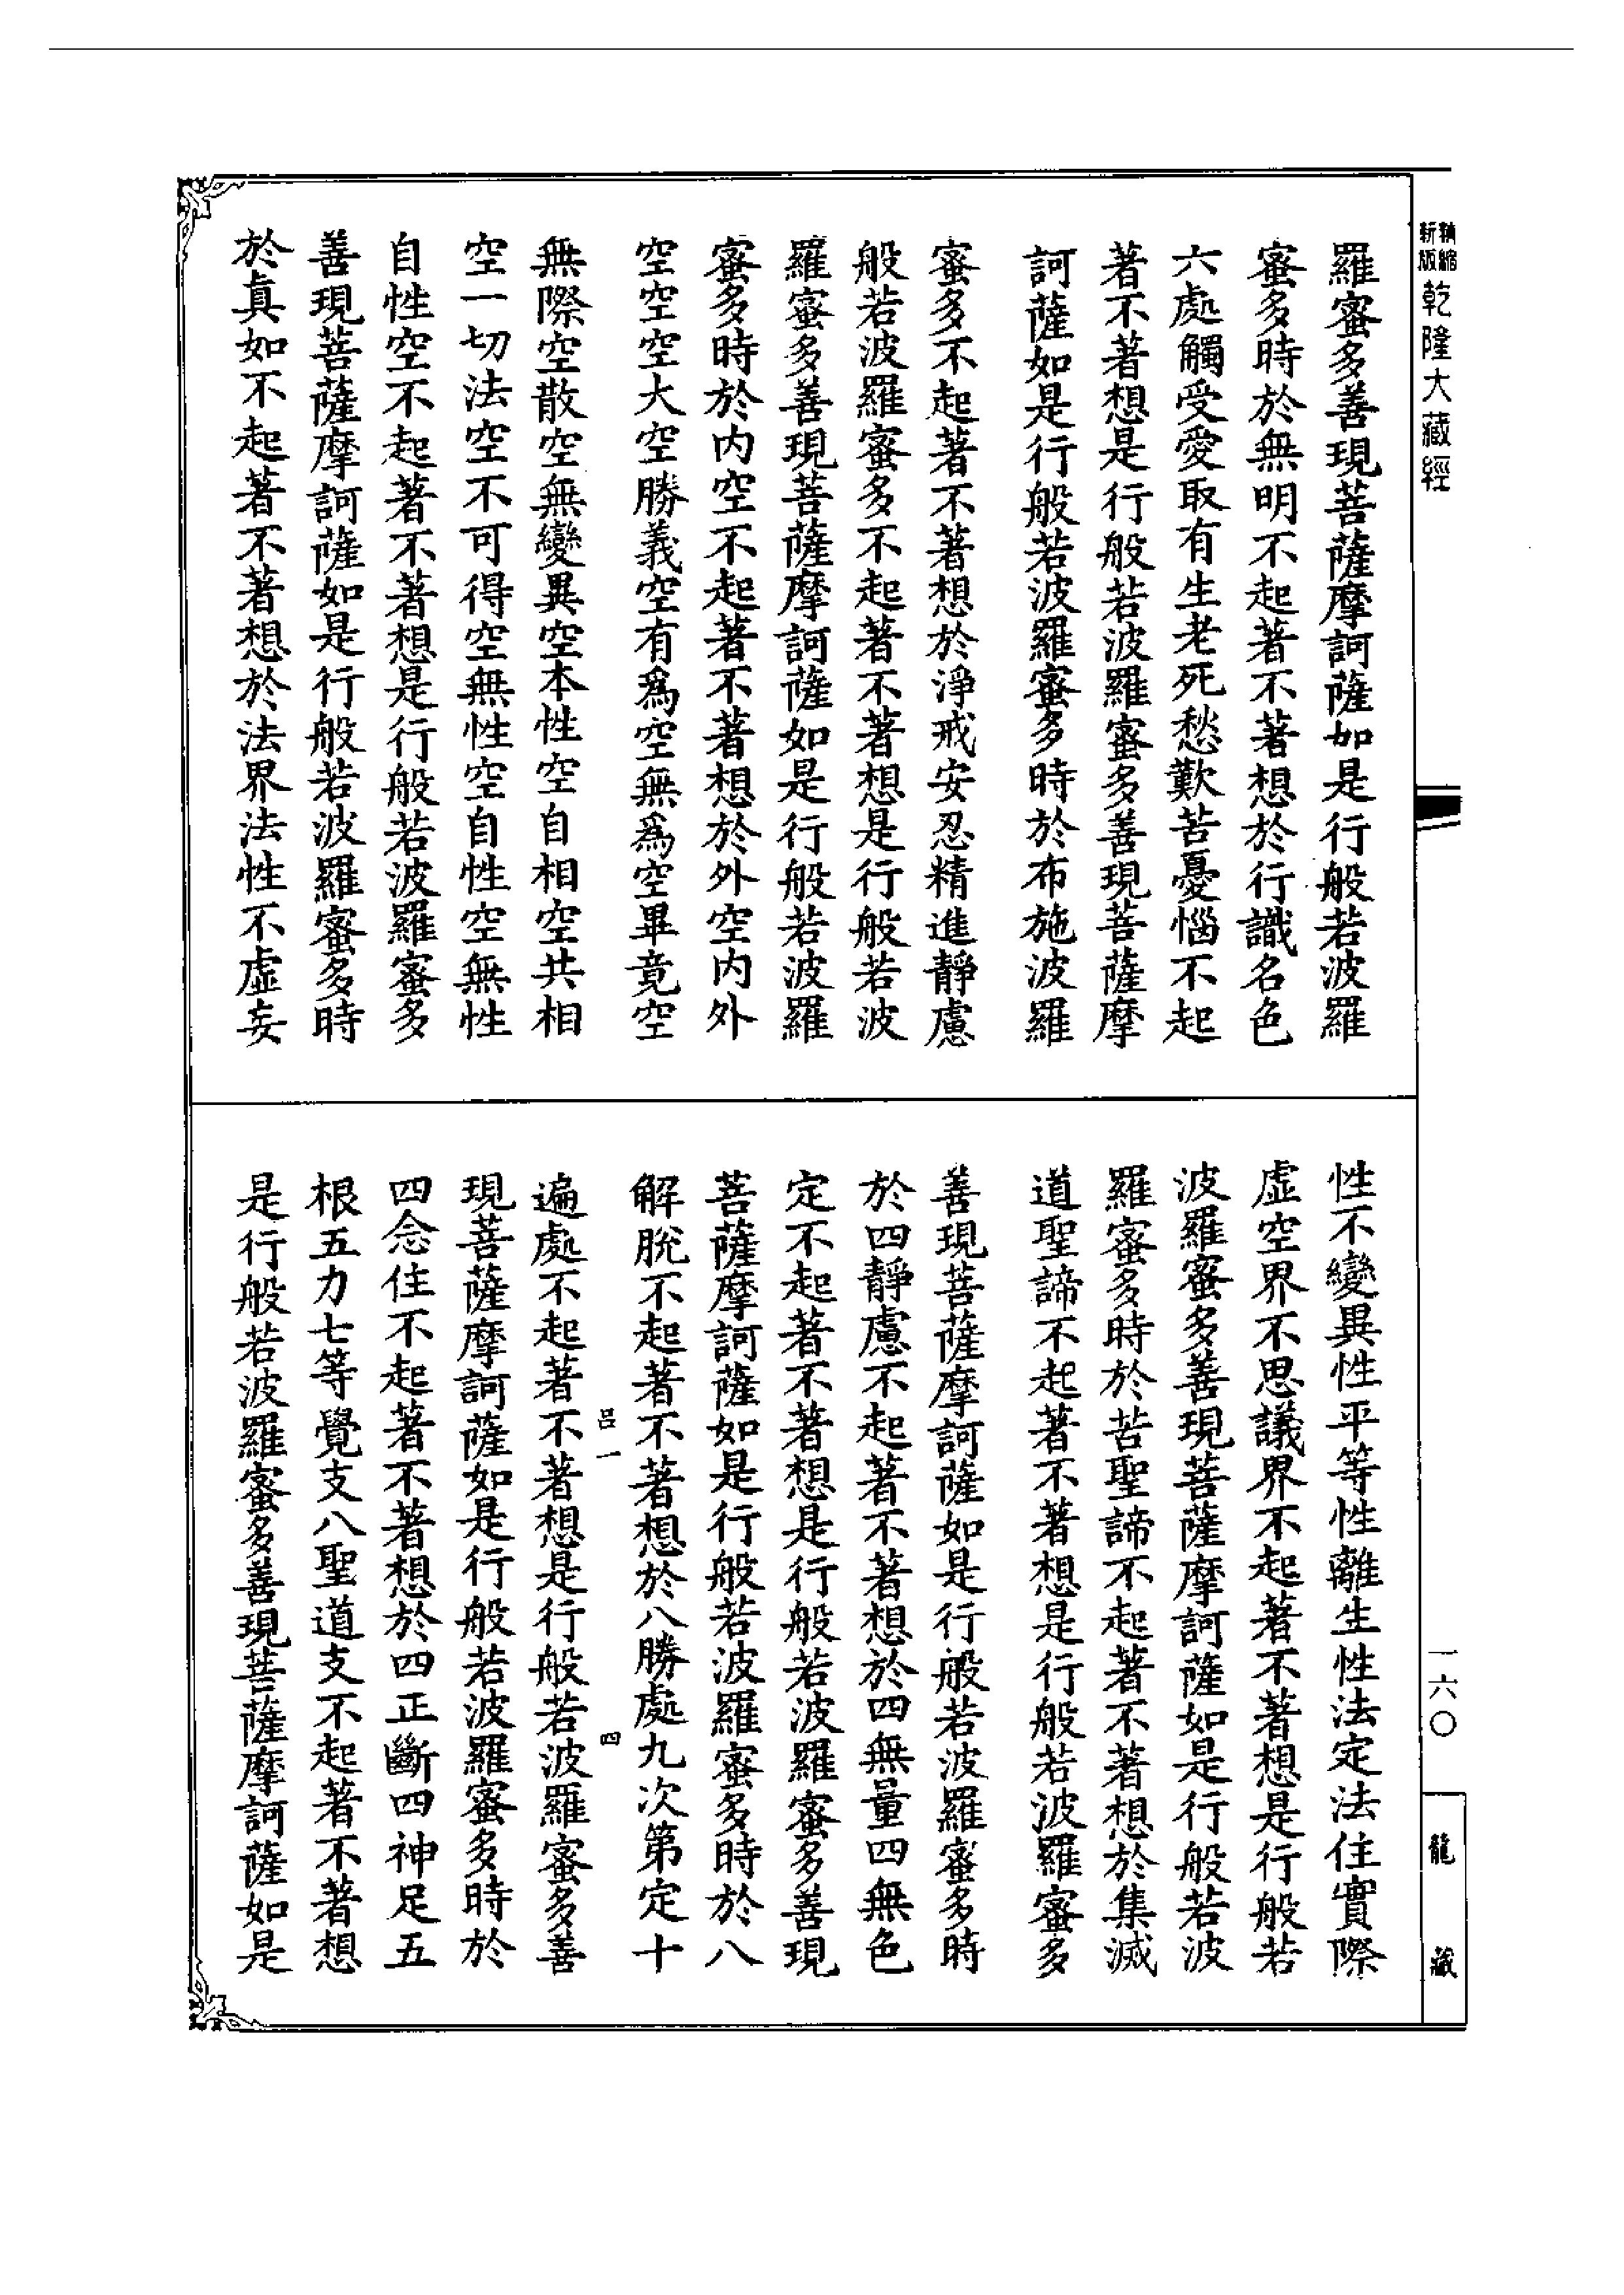 精縮
新版
乾隆大藏經
羅蜜多善現菩薩摩訶薩如是行般若波羅
蜜多時於無明不起著不著想於行識名色
六處觸受愛取有生老死愁歎苦憂惱不起
著不著想是行般若波羅蜜多善現菩薩摩
訶薩如是行般若波羅蜜多時於布施波羅
蜜多不起著不著想於淨戒安忍精進靜慮
般若波羅蜜多不起著不著想是行般若波
羅蜜多善現菩薩摩訶薩如是行般若波羅
蜜多時於内空不起著不著想於外空内外
空空空大空勝義空有爲空無爲空畢竟空
無際空散空無變異空本性空自相空共相
空一切法空不可得空無性空自性空無性
自性空不起著不著想是行般若波羅蜜多
善現菩薩摩訶薩如是行般若波羅蜜多時
於真如不起著不著想於法界法性不虛妄
性不變異性平等性離生性法定法住實際
虛空界不思議界不起著不著想是行般若
波羅蜜多善現菩薩摩訶薩如是行般若波
羅蜜多時於苦聖諦不起著不著想於集滅
道聖諦不起著不著想是行般若波羅蜜多
善現菩薩摩訶薩如是行般若波羅蜜多時
於四靜慮不起著不著想於四無量四無色
定不起著不著想是行般若波羅蜜多善現
菩薩摩訶薩如是行般若波羅蜜多時於八
解脫不起著不著想於八勝處九次第定十
呂一 四
遍處不起著不著想是行般若波羅蜜多善
現菩薩摩訶薩如是行般若波羅蜜多時於
四念住不起著不著想於四正斷四神足五
根五力七等覺支八聖道支不起著不著想
是行般若波羅蜜多善現菩薩摩訶薩如是
一六〇
龍藏